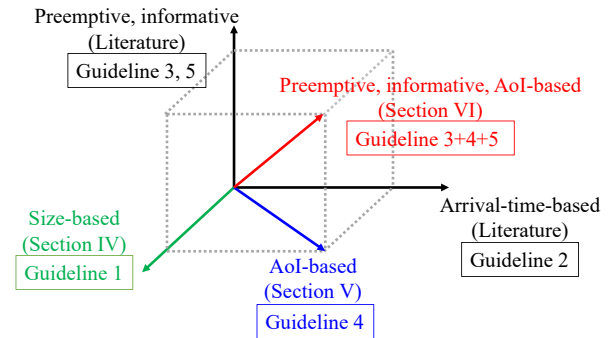 Preemptive, informative
(Literature)
Guideline 3, 5
Preemptive, informative, AoI-based
(Section VI)
Guideline 3+4+5
Size-based
(Section IV)
Guideline 1
Arrival-time-based
(Literature)
Guideline 2
AoI-based
(Section V)
Guideline 4